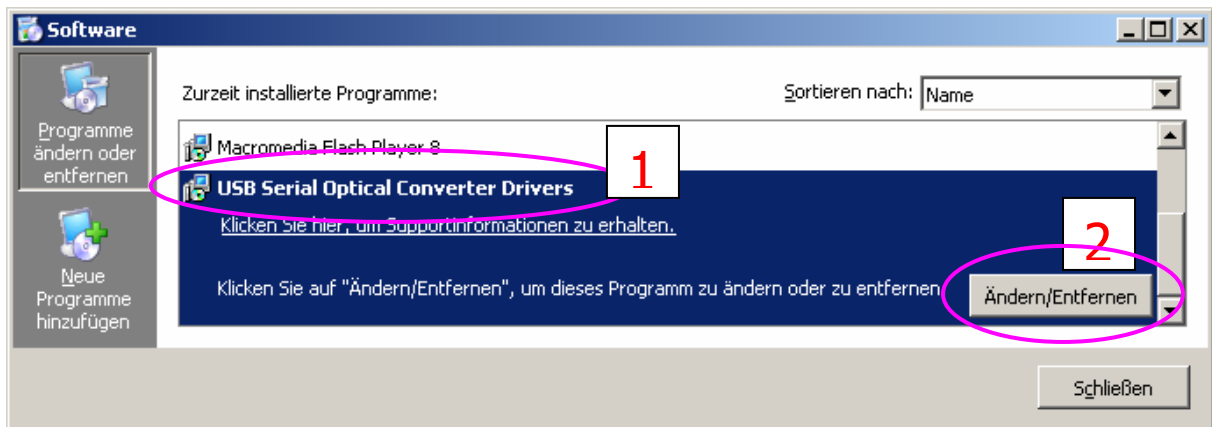 Software
Programme
ändern oder
entfernen
Neue
Programme
hinzufügen
Zurzeit installierte Programme:
Sortieren nach: Name
Macromedia Flash Player 8
1
USB Serial Optical Converter Drivers
Klicken Sie hier, um Supportinformationen zu erhalten.
2
Klicken Sie auf "Ändern/Entfernen", um dieses Programm zu ändern oder zu entfernen
Ändern/Entfernen
Schließen